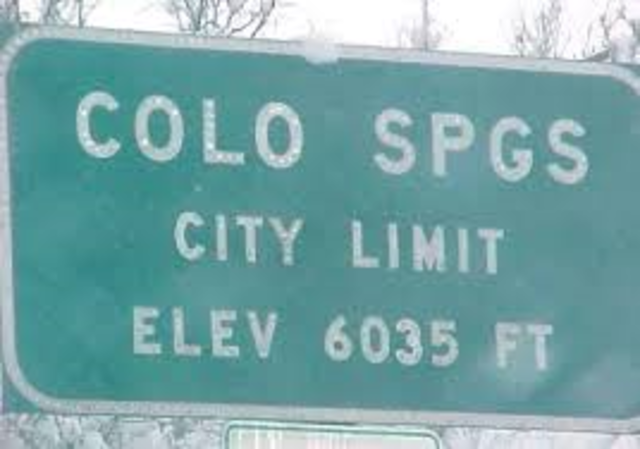 COLO SPGS
CITY LIMIT
ELEV 6035 FT